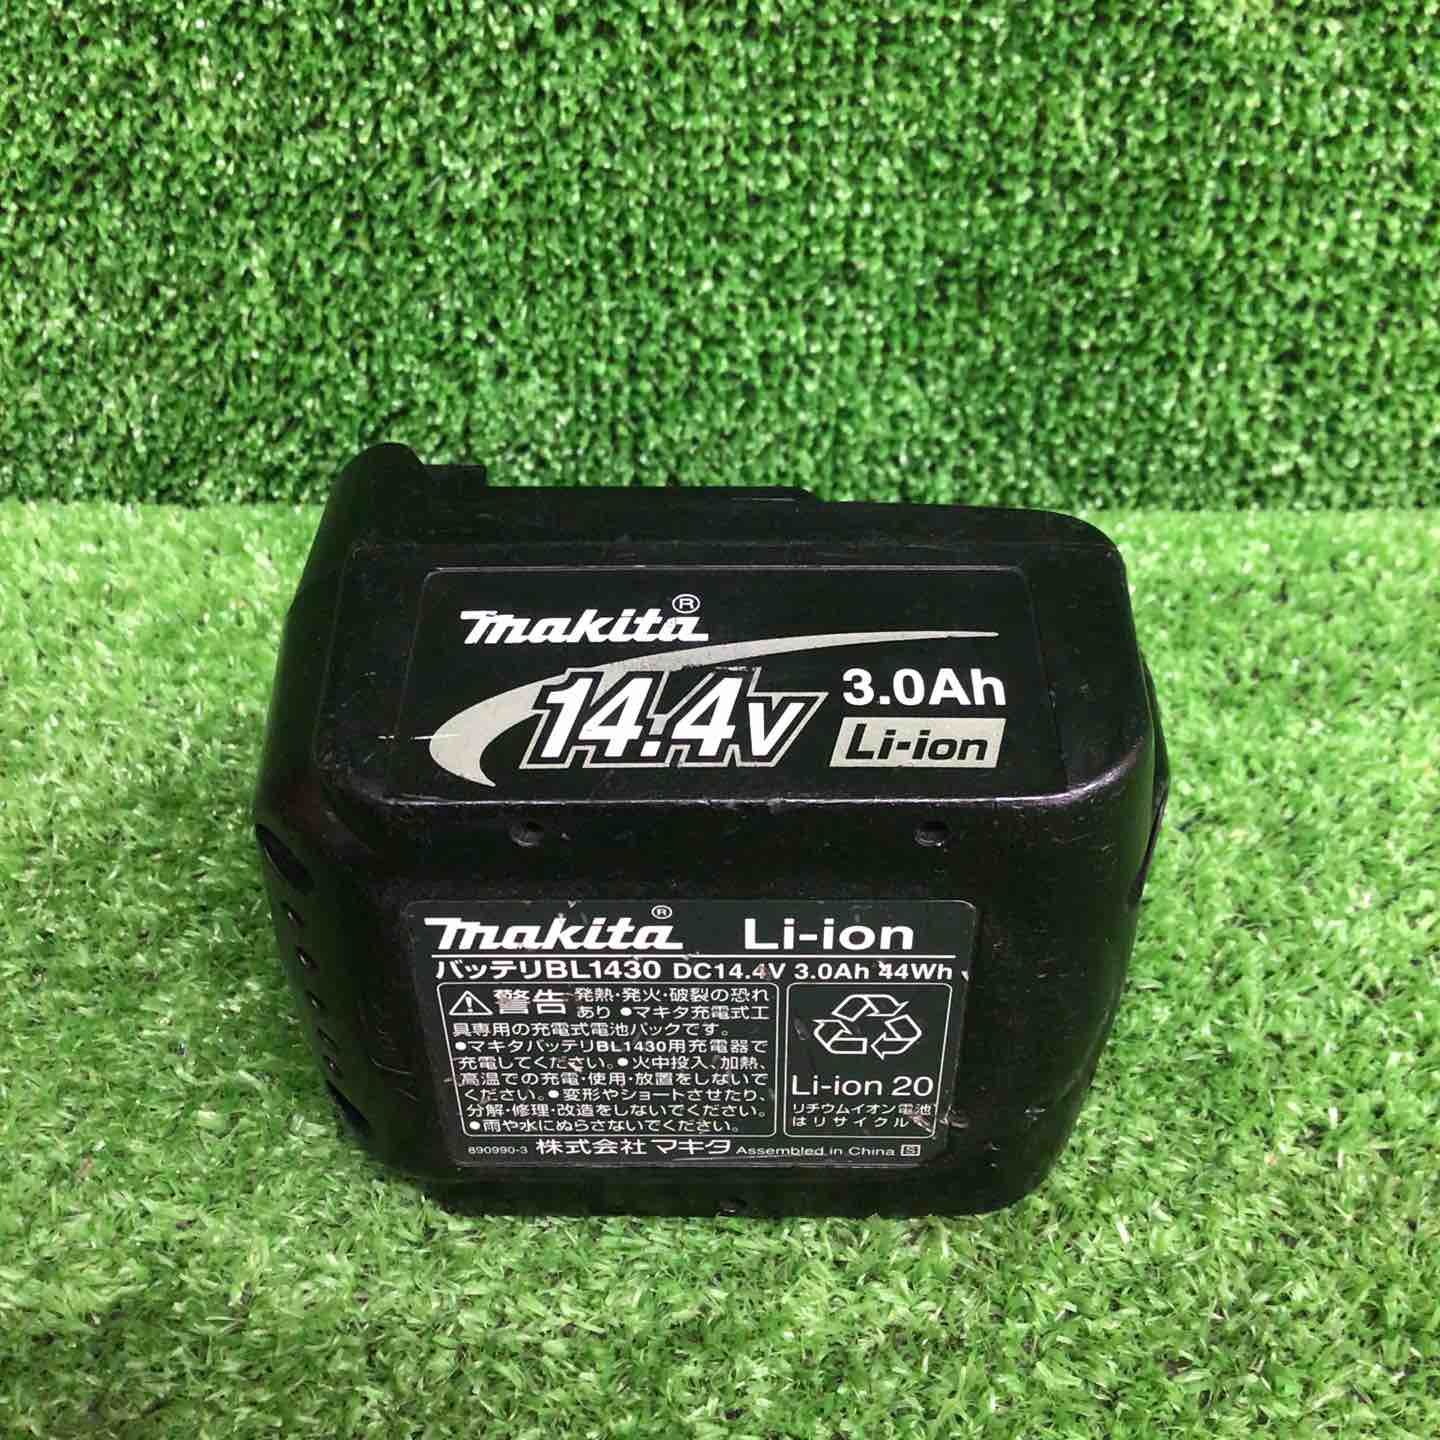 makita®
14.4V 3.0Ah
Li-ion
makita® Li-ion
バッテリBL1430 DC14.4V 3.0Ah 44Wh
警告 発熱・発火・破裂の恐れ
あり ●マキタ充電式工
具専用の充電式電池パックです。
●マキタバッテリBL1430用充電器で
充電してください。●火中投入、加熱、
高温での充電・使用・放置をしないで
ください。●変形やショートさせたり、
分解・修理・改造をしないでください。
●雨や水にぬらさないでください。
Li-ion 20
リチウムイオン電池
はリサイクルへ
890990-3 株式会社マキタ Assembled in China S